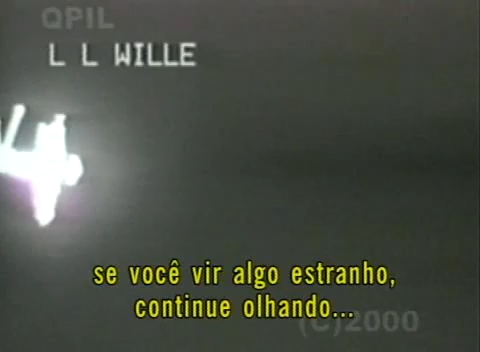 QPIL
L L WILLE
se você vir algo estranho,
continue olhando...
(C)2000